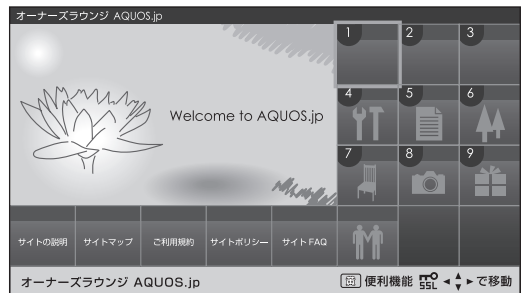 オーナーズラウンジ AQUOS.jp
Welcome to AQUOS.jp
1 2 3
4 5 6
7 8 9
サイトの説明 サイトマップ ご利用規約 サイトポリシー サイト FAQ
オーナーズラウンジ AQUOS.jp 便利機能 SSL で移動